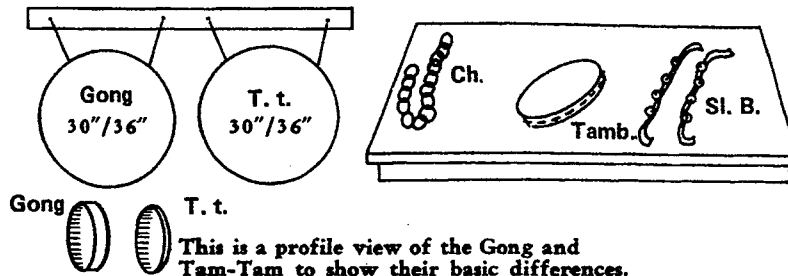 Gong
30"/36"
T. t.
30"/36"
Ch.
Tamb.
Sl. B.
Gong
T. t.
This is a profile view of the Gong and
Tam-Tam to show their basic differences.